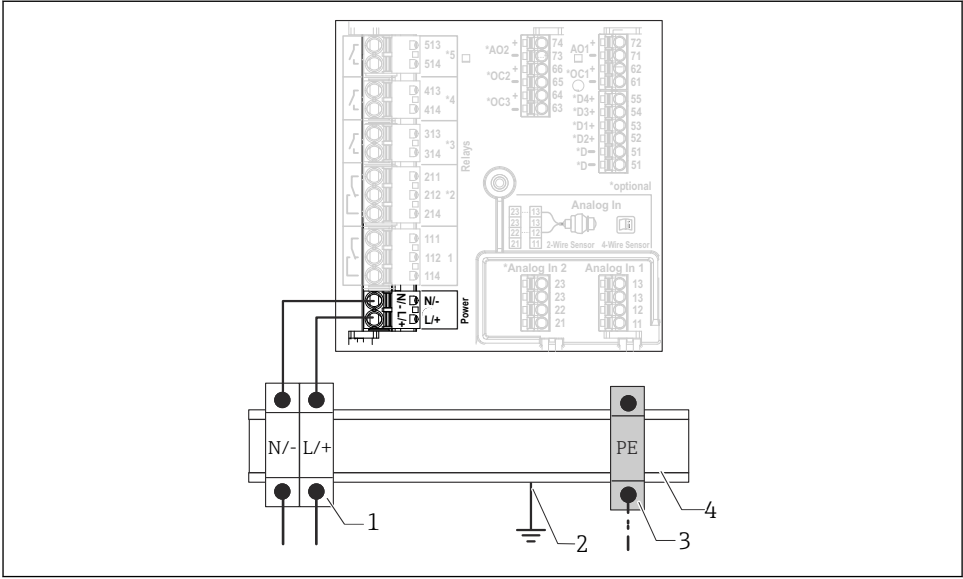 513
514
*5
413
414
*4
313
314
*3
211
212 *2
214
111
112 1
114
Relays
N/-
L/+
N/-
L/+
Power
*AO2 + 74
- 73
+ 66
*OC2 - 65
*OC3 + 64
- 63
AO1 + 72
- 71
*OC1 + 62
- 61
*D4+ 55
*D3+ 54
*D1+ 53
*D2+ 52
*D- 51
*D- 51
*optional
Analog In
23 13
23 13
22 12
21 11
2-Wire Sensor 4-Wire Sensor
*Analog In 2 Analog In 1
23 13
23 13
22 12
21 11
N/- L/+ PE
1
2
3
4